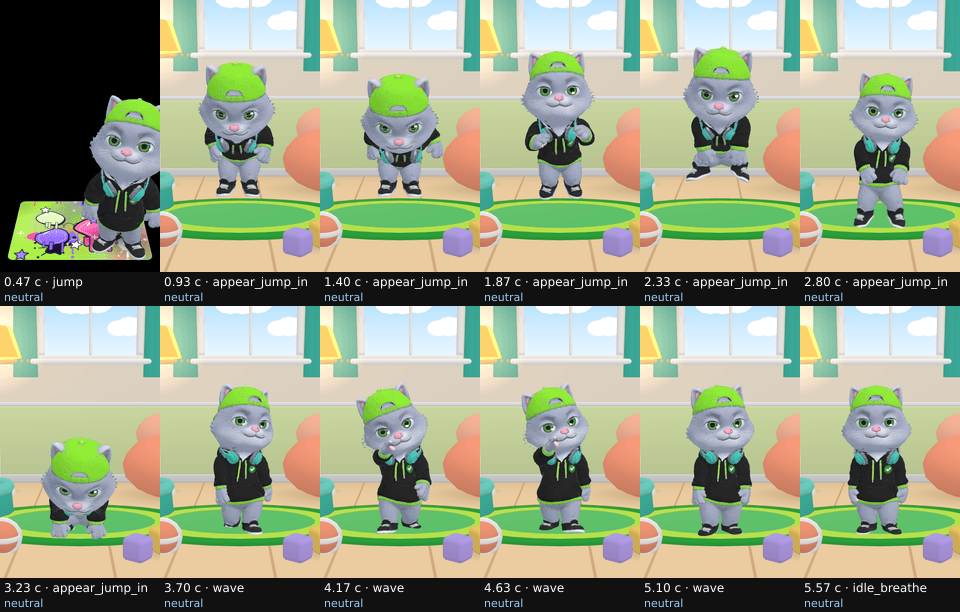 0.47 c · jump
neutral
0.93 c · appear_jump_in
neutral
1.40 c · appear_jump_in
neutral
1.87 c · appear_jump_in
neutral
2.33 c · appear_jump_in
neutral
2.80 c · appear_jump_in
neutral
3.23 c · appear_jump_in
neutral
3.70 c · wave
neutral
4.17 c · wave
neutral
4.63 c · wave
neutral
5.10 c · wave
neutral
5.57 c · idle_breathe
neutral